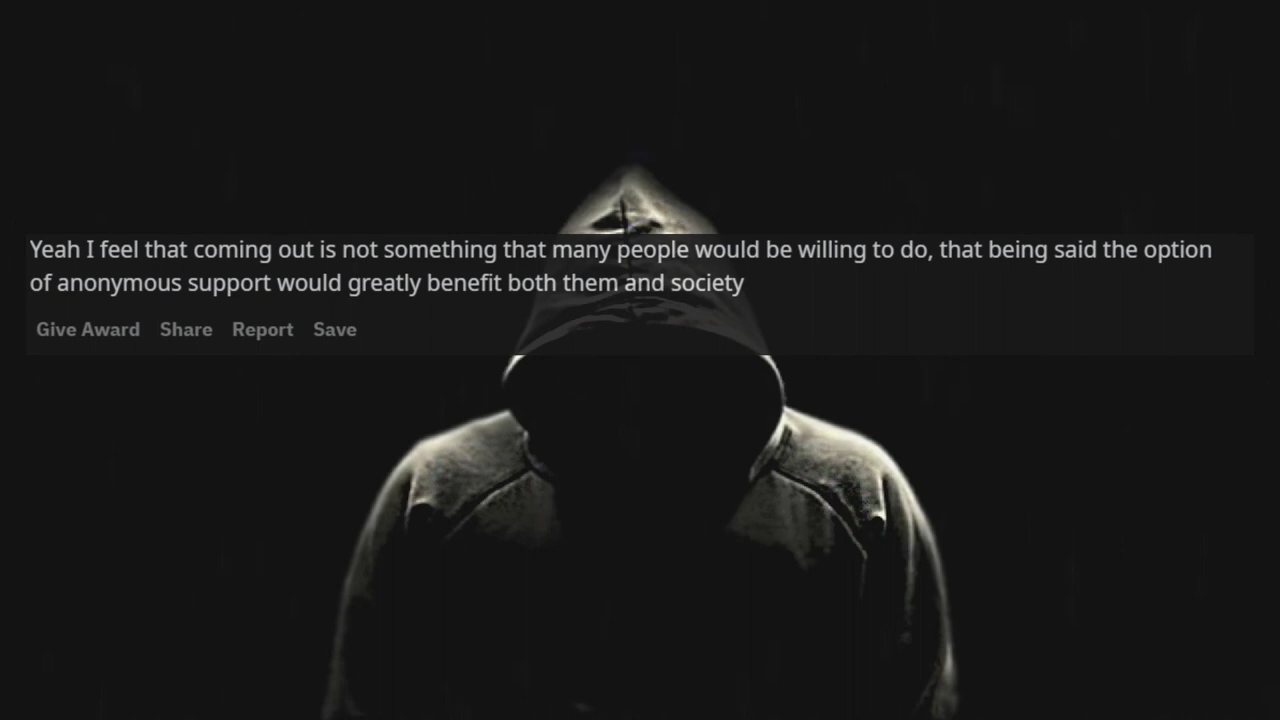 Yeah I feel that coming out is not something that many people would be willing to do, that being said the option
of anonymous support would greatly benefit both them and society
Give Award Share Report Save